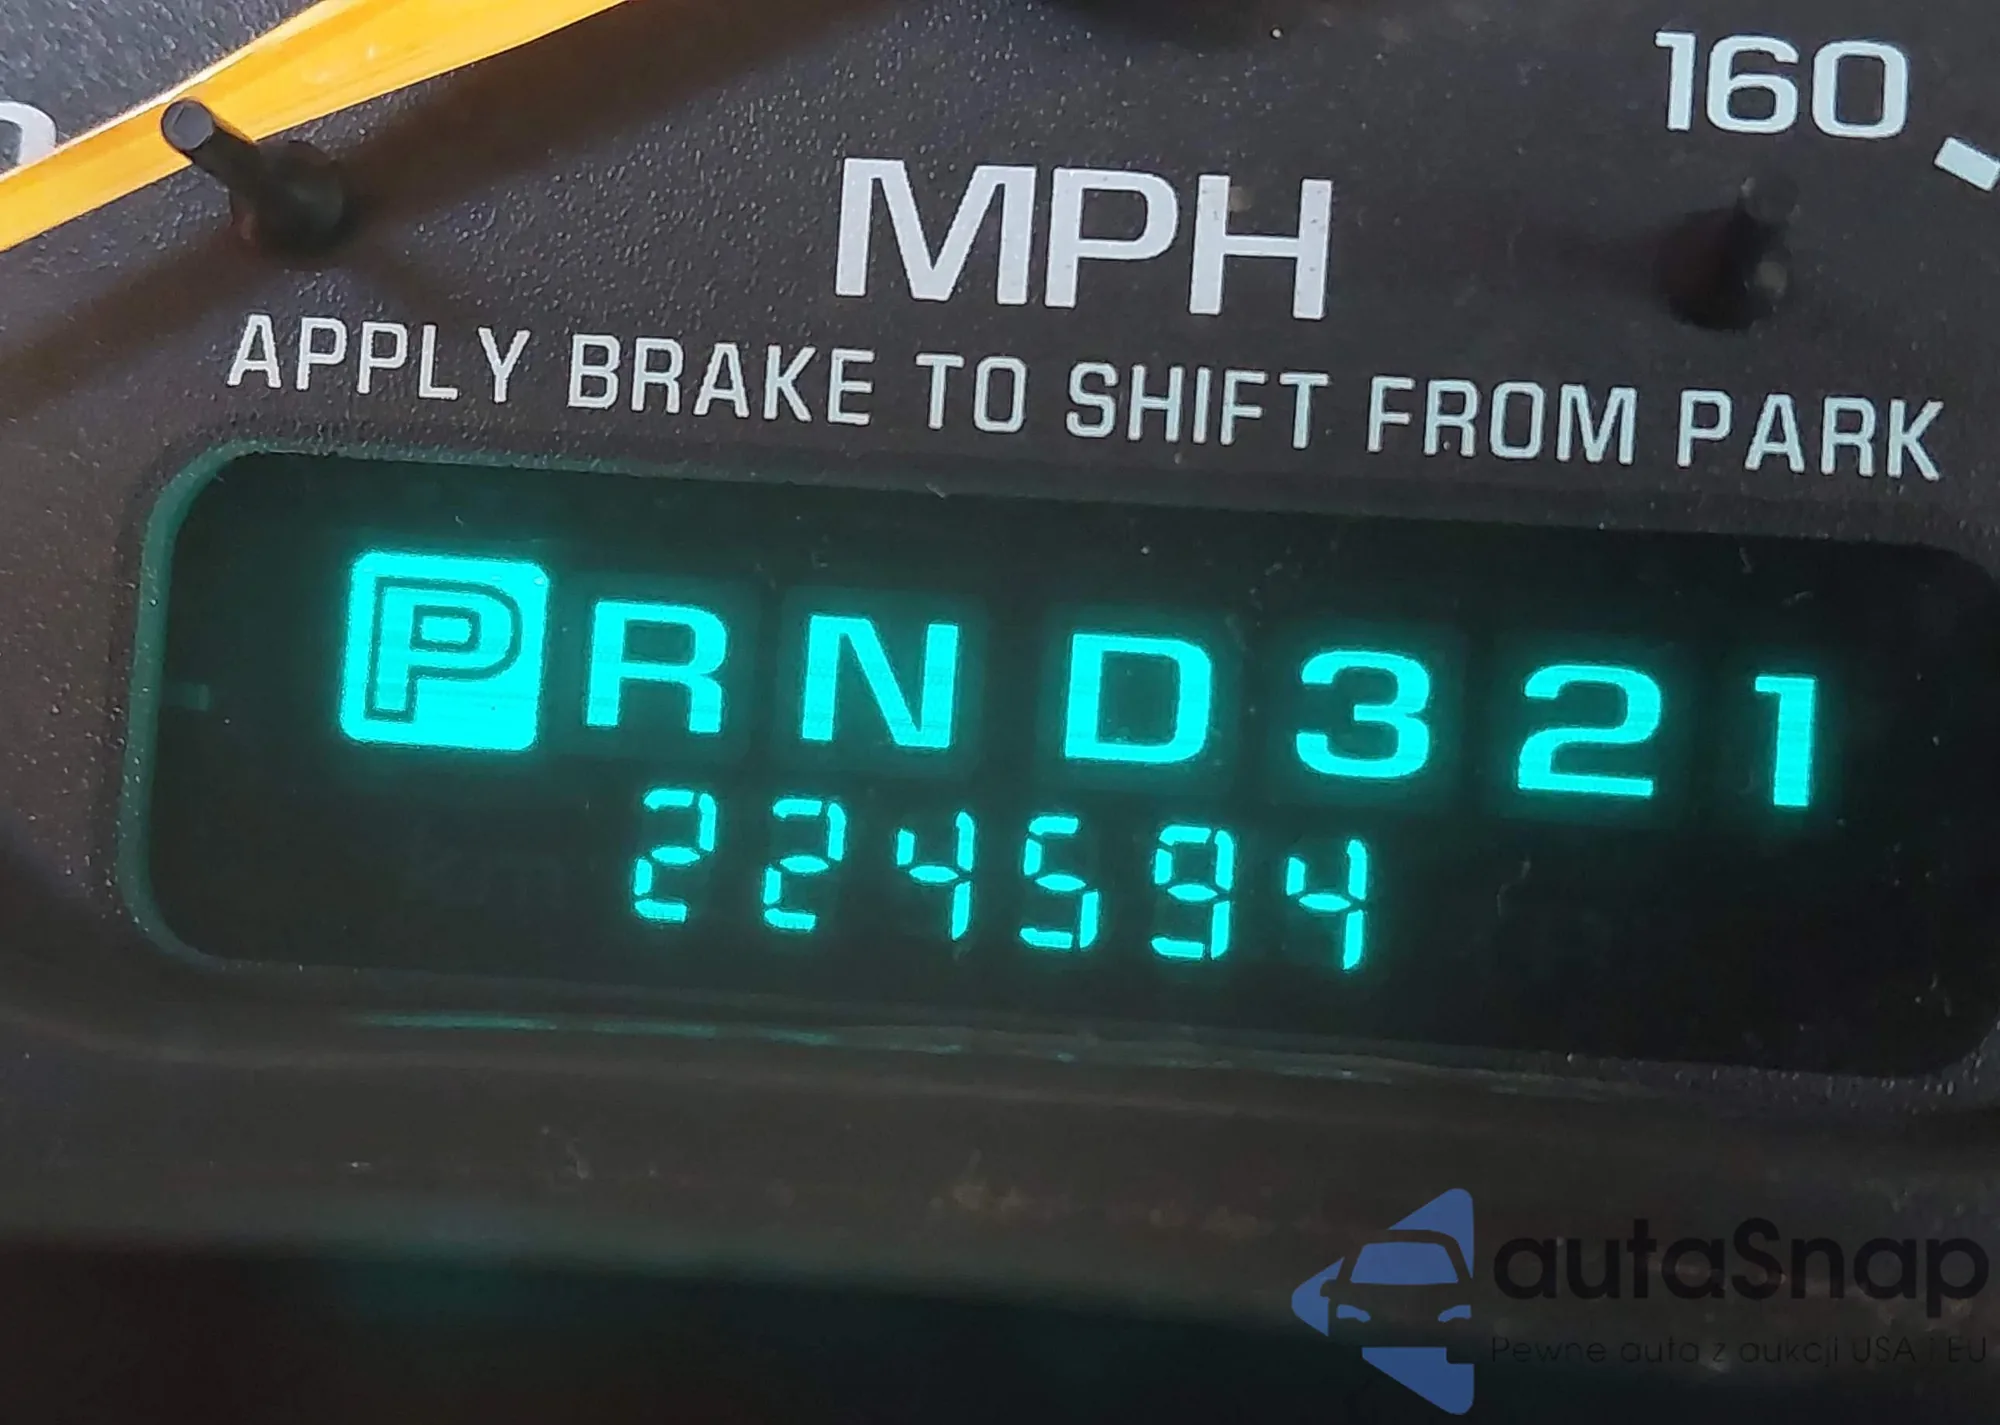 160
MPH
APPLY BRAKE TO SHIFT FROM PARK
P R N D 3 2 1
224594
autaSnap
Pewne auta z aukcji USA i EU